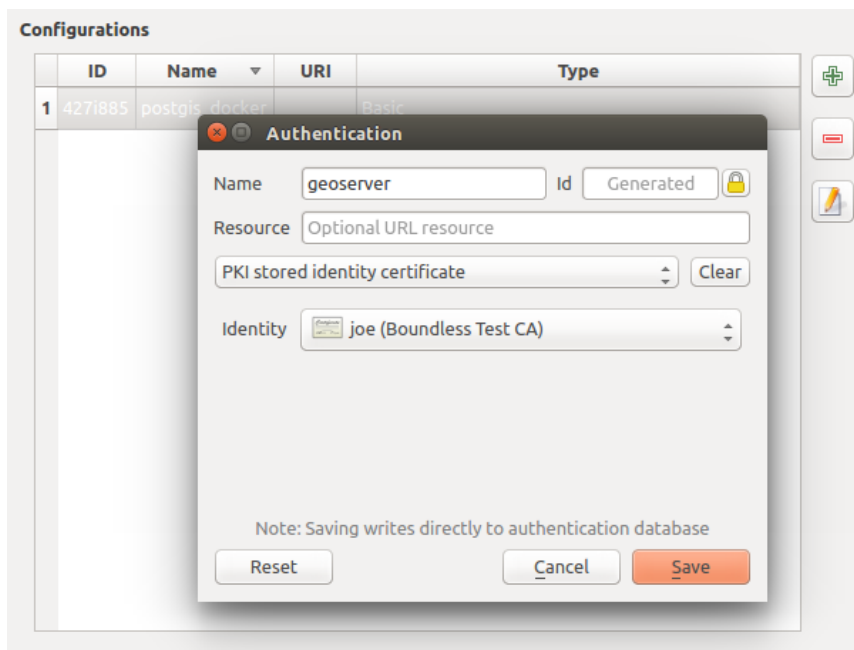 Configurations
ID Name URI Type
1 427i885 postgis_docker Basic
Authentication
Name geoserver Id Generated
Resource Optional URL resource
PKI stored identity certificate Clear
Identity joe (Boundless Test CA)
Note: Saving writes directly to authentication database
Reset Cancel Save